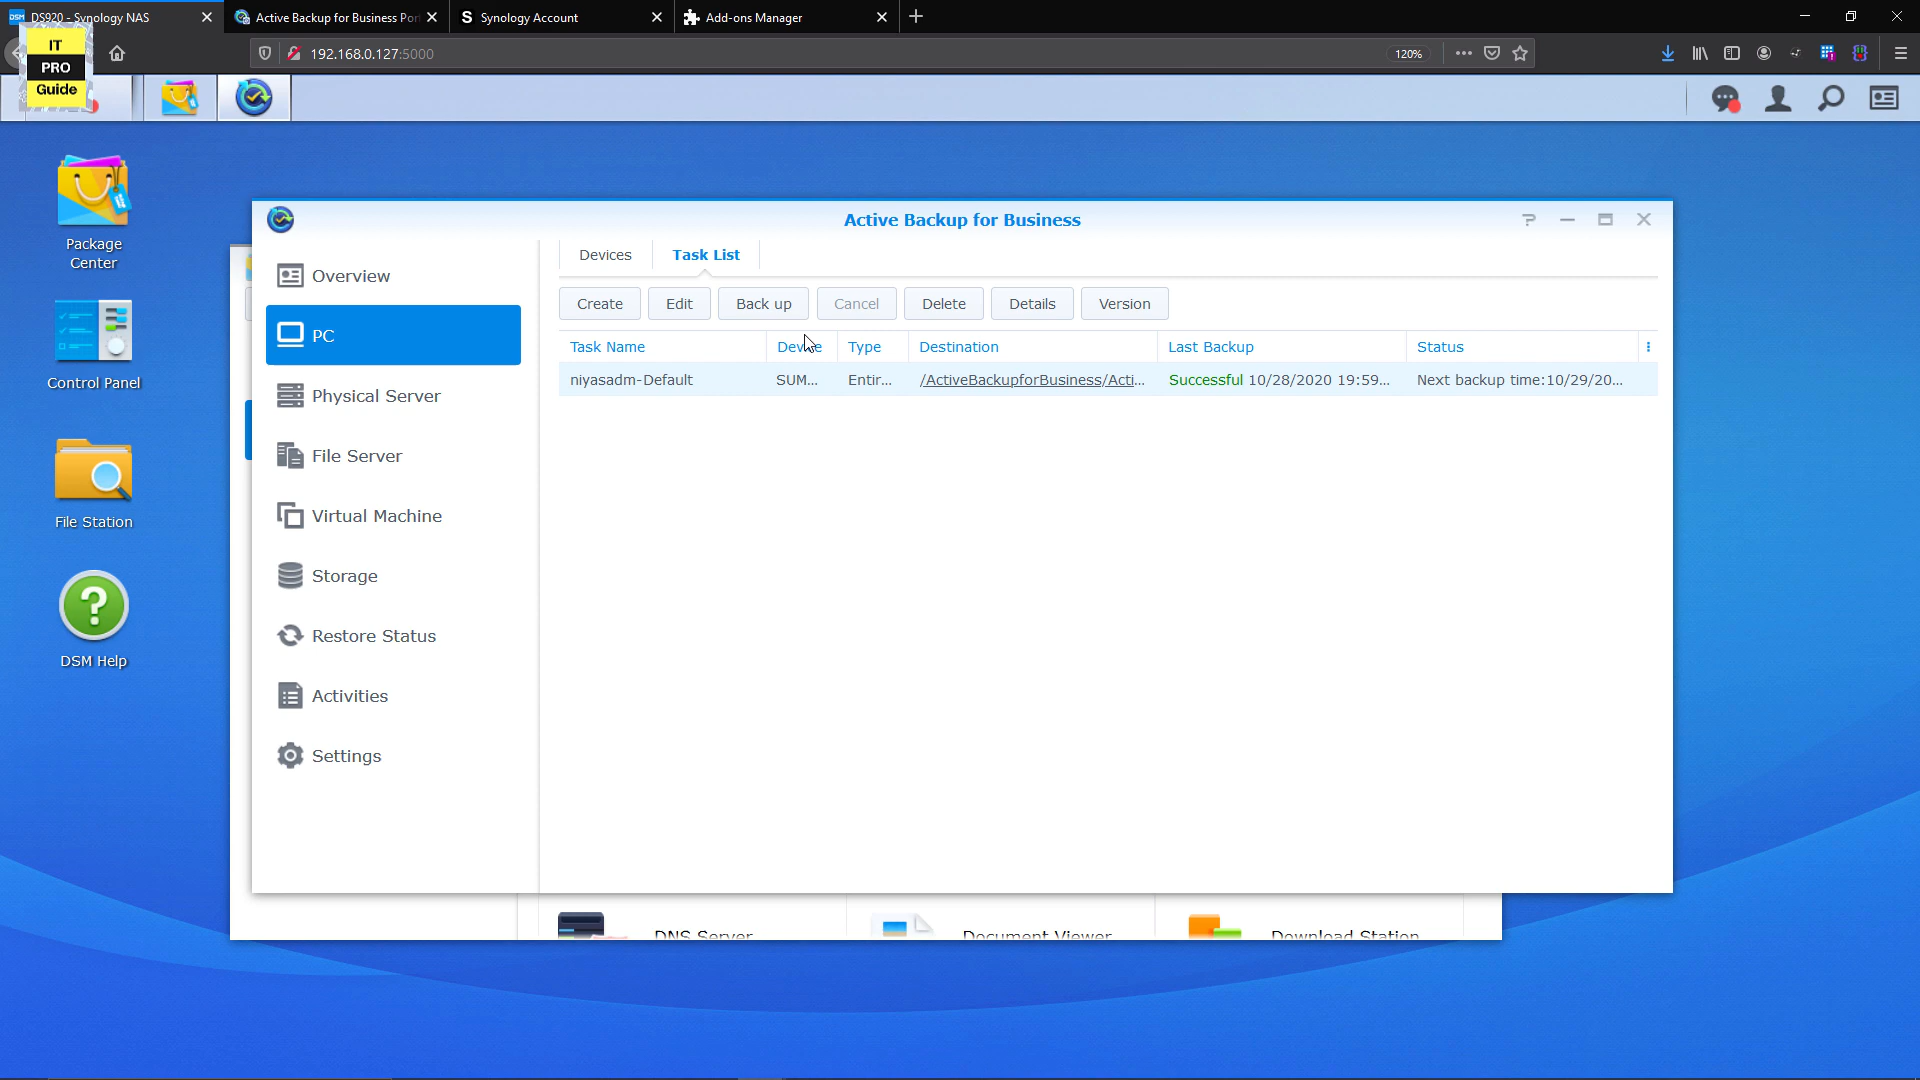 DS920 - Synology NAS
Active Backup for Business Por
Synology Account
Add-ons Manager
IT
PRO
Guide
192.168.0.127:5000
120%
Package
Center
Control Panel
File Station
DSM Help
Active Backup for Business
Overview
PC
Physical Server
File Server
Virtual Machine
Storage
Restore Status
Activities
Settings
Devices
Task List
Create
Edit
Back up
Cancel
Delete
Details
Version
Task Name
Device
Type
Destination
Last Backup
Status
niyasadm-Default
SUM...
Entir...
/ActiveBackupforBusiness/Acti...
Successful 10/28/2020 19:59...
Next backup time:10/29/20...
DNS Server
Document Viewer
Download Station